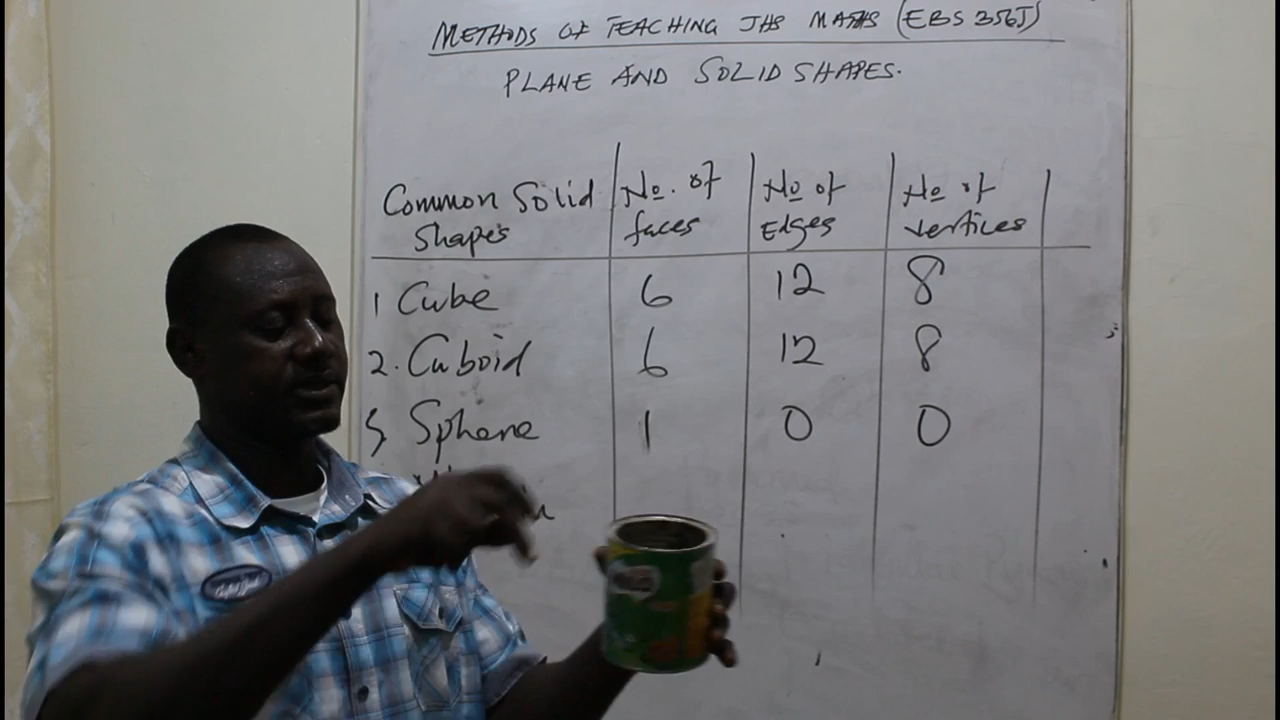 METHODS OF TEACHING JHS MATHS (EBS 356J)
PLANE AND SOLID SHAPES.
Common Solid Shapes | No. of faces | No of Edges | No of vertices
1 Cube 6 12 8
2. Cuboid 6 12 8
3 Sphere 1 0 0